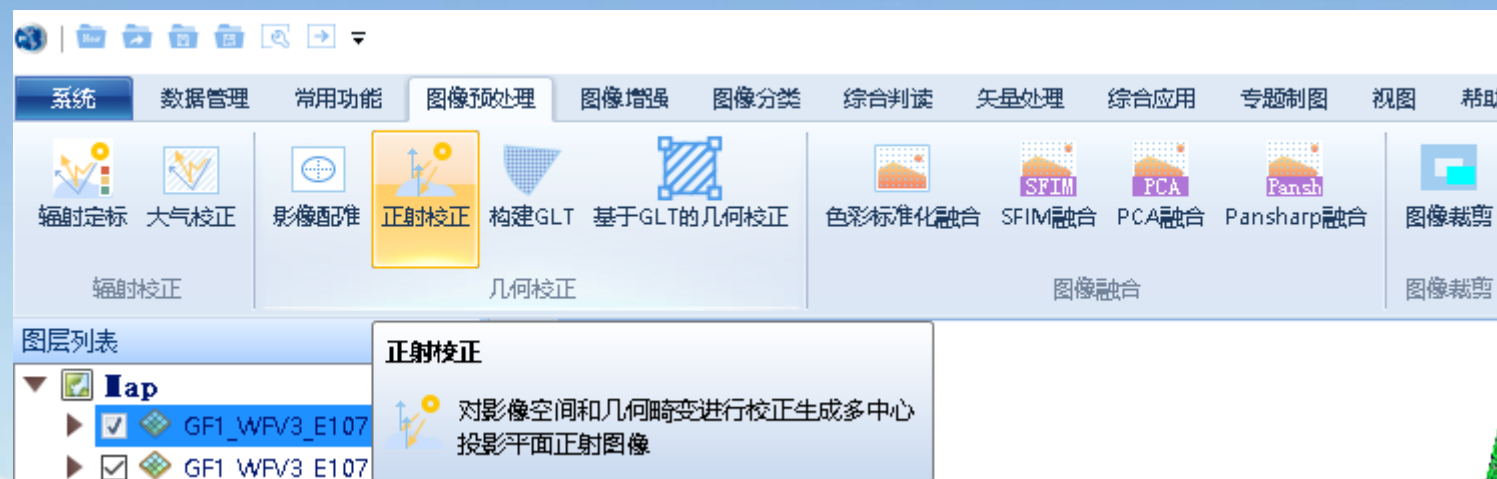 New
系统 数据管理 常用功能 图像预处理 图像增强 图像分类 综合判读 矢量处理 综合应用 专题制图 视图
SFIM PCA Pansh
辐射定标 大气校正 影像配准 正射校正 构建GLT 基于GLT的几何校正 色彩标准化融合 SFIM融合 PCA融合 Pansharp融合 图像裁剪
辐射校正 几何校正 图像融合 图像裁剪
图层列表
正射校正
Map
对影像空间和几何畸变进行校正生成多中心
GF1_WFV3_E107
投影平面正射图像
GF1_WFV3_E107